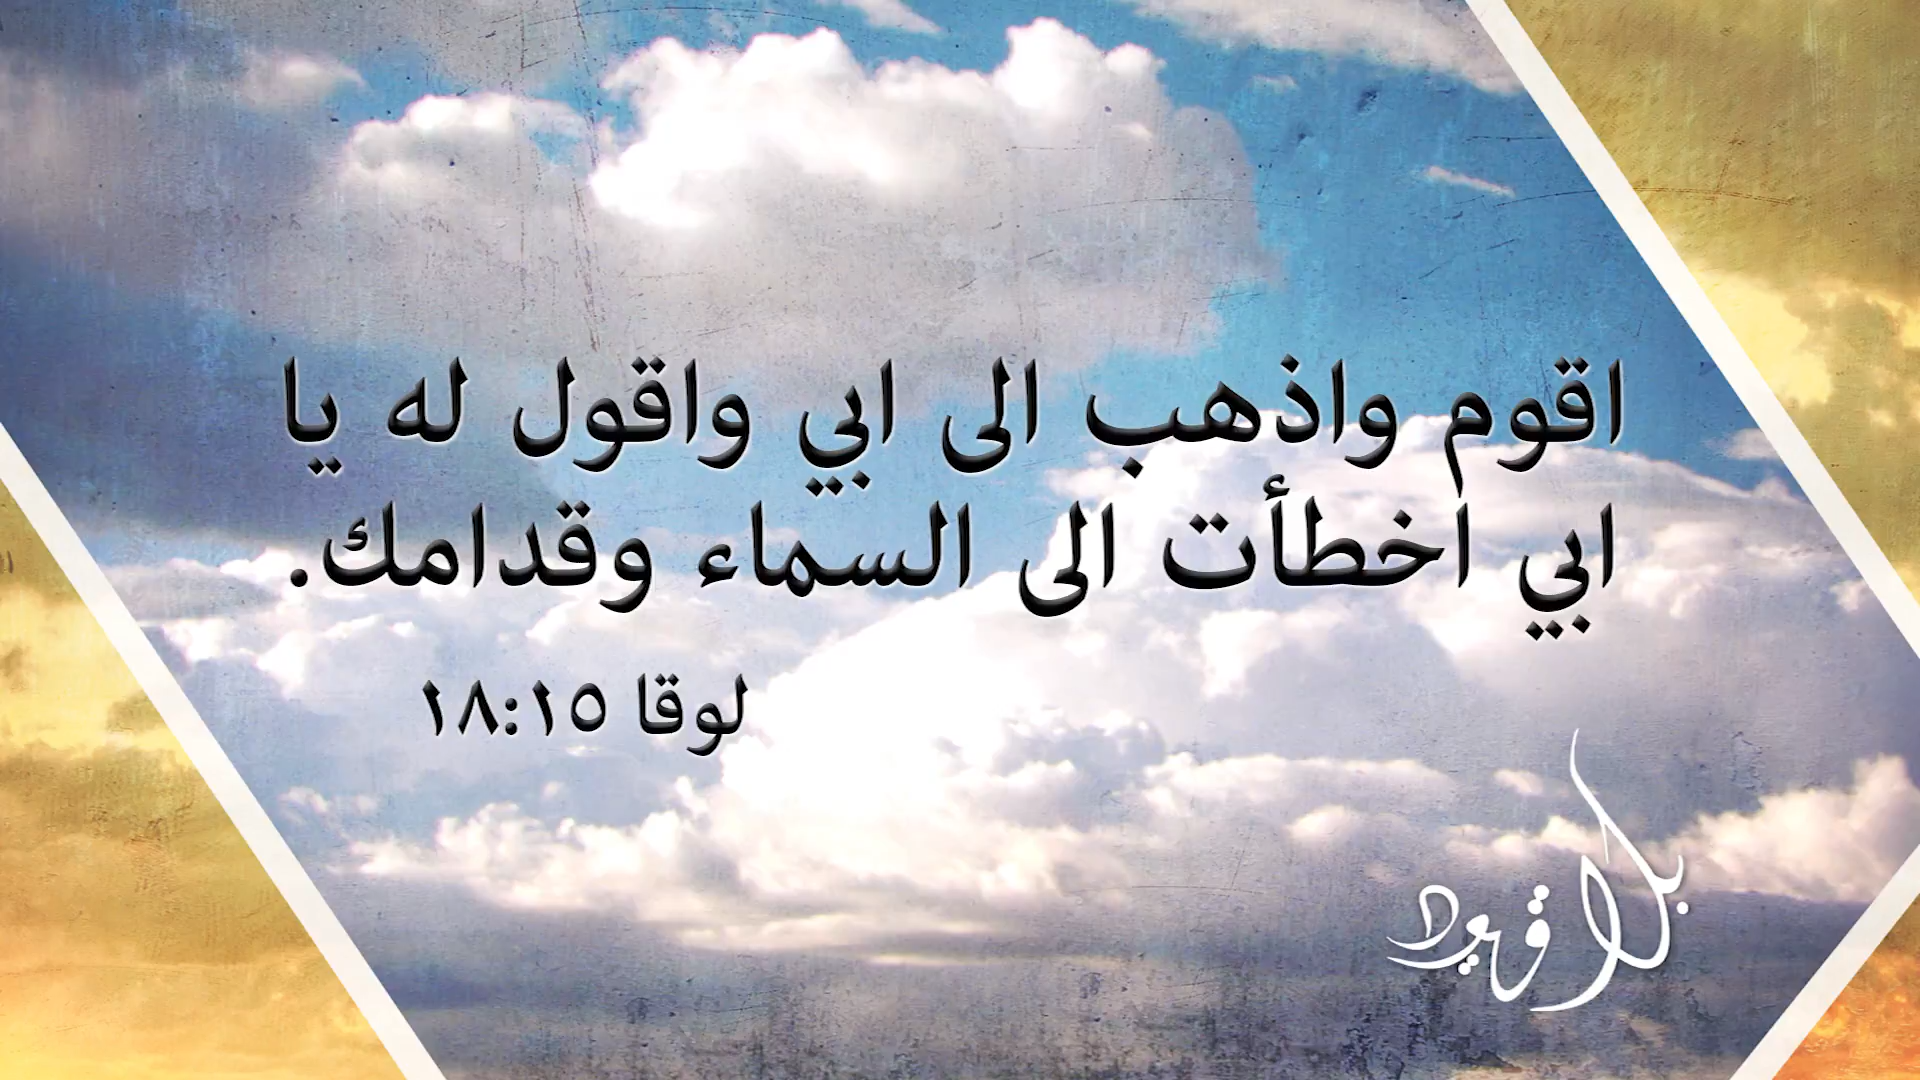 اقوم واذهب الى ابي واقول له يا
ابي اخطأت الى السماء وقدامك.
لوقا ١٨:١٥
بلا قيود